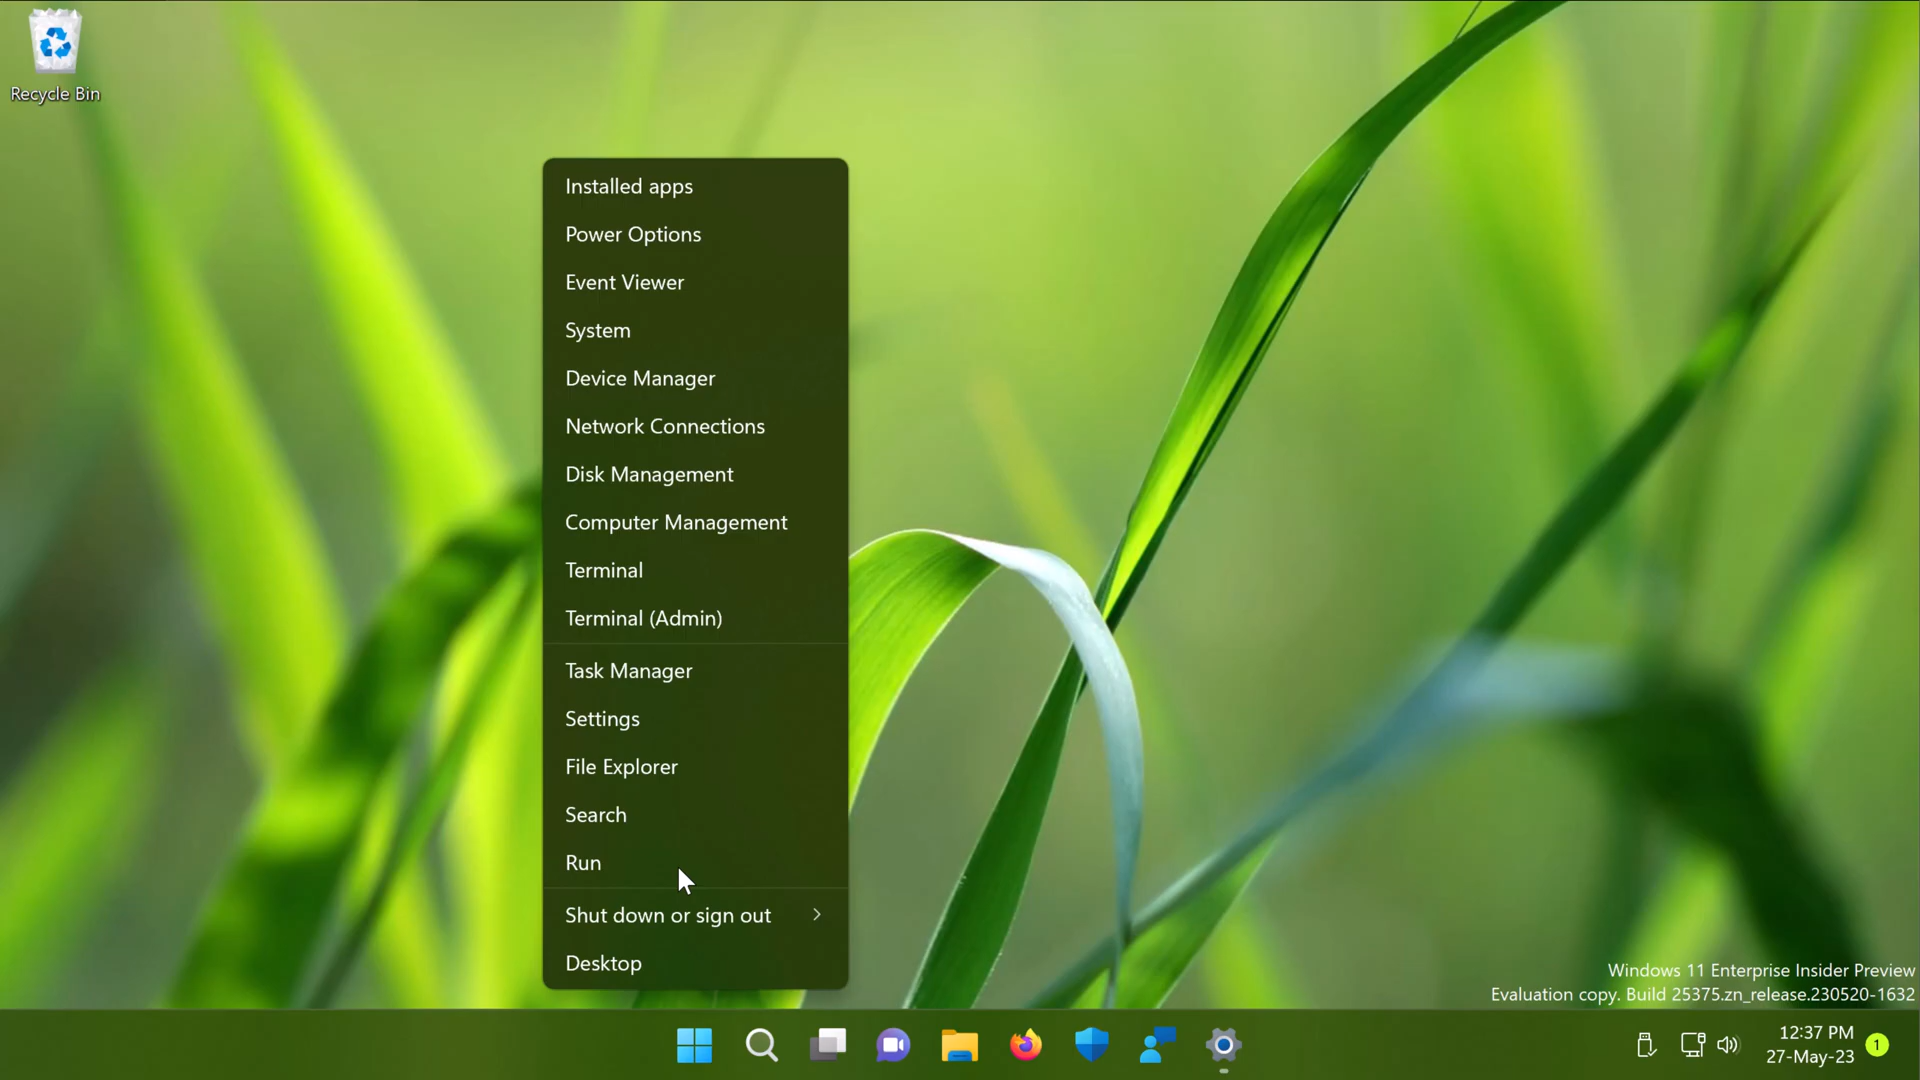 Recycle Bin
Installed apps
Power Options
Event Viewer
System
Device Manager
Network Connections
Disk Management
Computer Management
Terminal
Terminal (Admin)
Task Manager
Settings
File Explorer
Search
Run
Shut down or sign out
Desktop
Windows 11 Enterprise Insider Preview
Evaluation copy. Build 25375.zn_release.230520-1632
12:37 PM
27-May-23
1